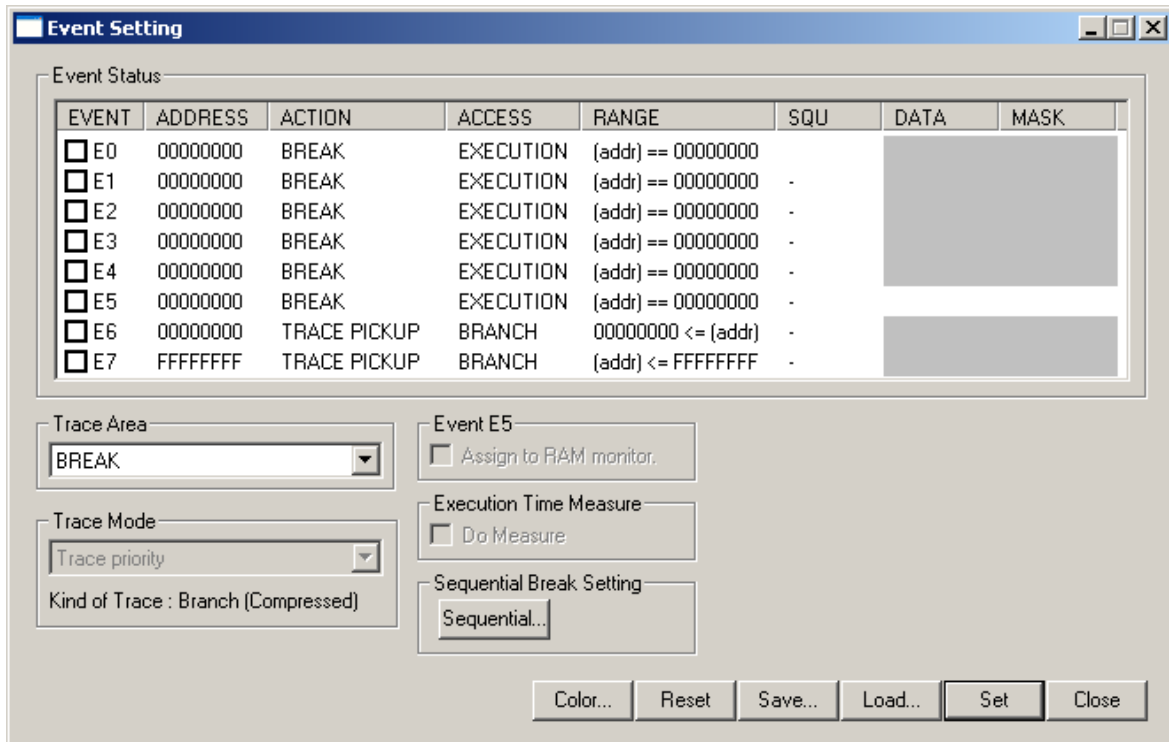 Event Setting
Event Status
EVENT ADDRESS ACTION ACCESS RANGE SQU DATA MASK
E0 00000000 BREAK EXECUTION (addr) == 00000000
E1 00000000 BREAK EXECUTION (addr) == 00000000 -
E2 00000000 BREAK EXECUTION (addr) == 00000000 -
E3 00000000 BREAK EXECUTION (addr) == 00000000 -
E4 00000000 BREAK EXECUTION (addr) == 00000000 -
E5 00000000 BREAK EXECUTION (addr) == 00000000 -
E6 00000000 TRACE PICKUP BRANCH 00000000 <= (addr) -
E7 FFFFFFFF TRACE PICKUP BRANCH (addr) <= FFFFFFFF -
Trace Area
BREAK
Trace Mode
Trace priority
Kind of Trace : Branch (Compressed)
Event E5
Assign to RAM monitor.
Execution Time Measure
Do Measure
Sequential Break Setting
Sequential...
Color... Reset Save... Load... Set Close